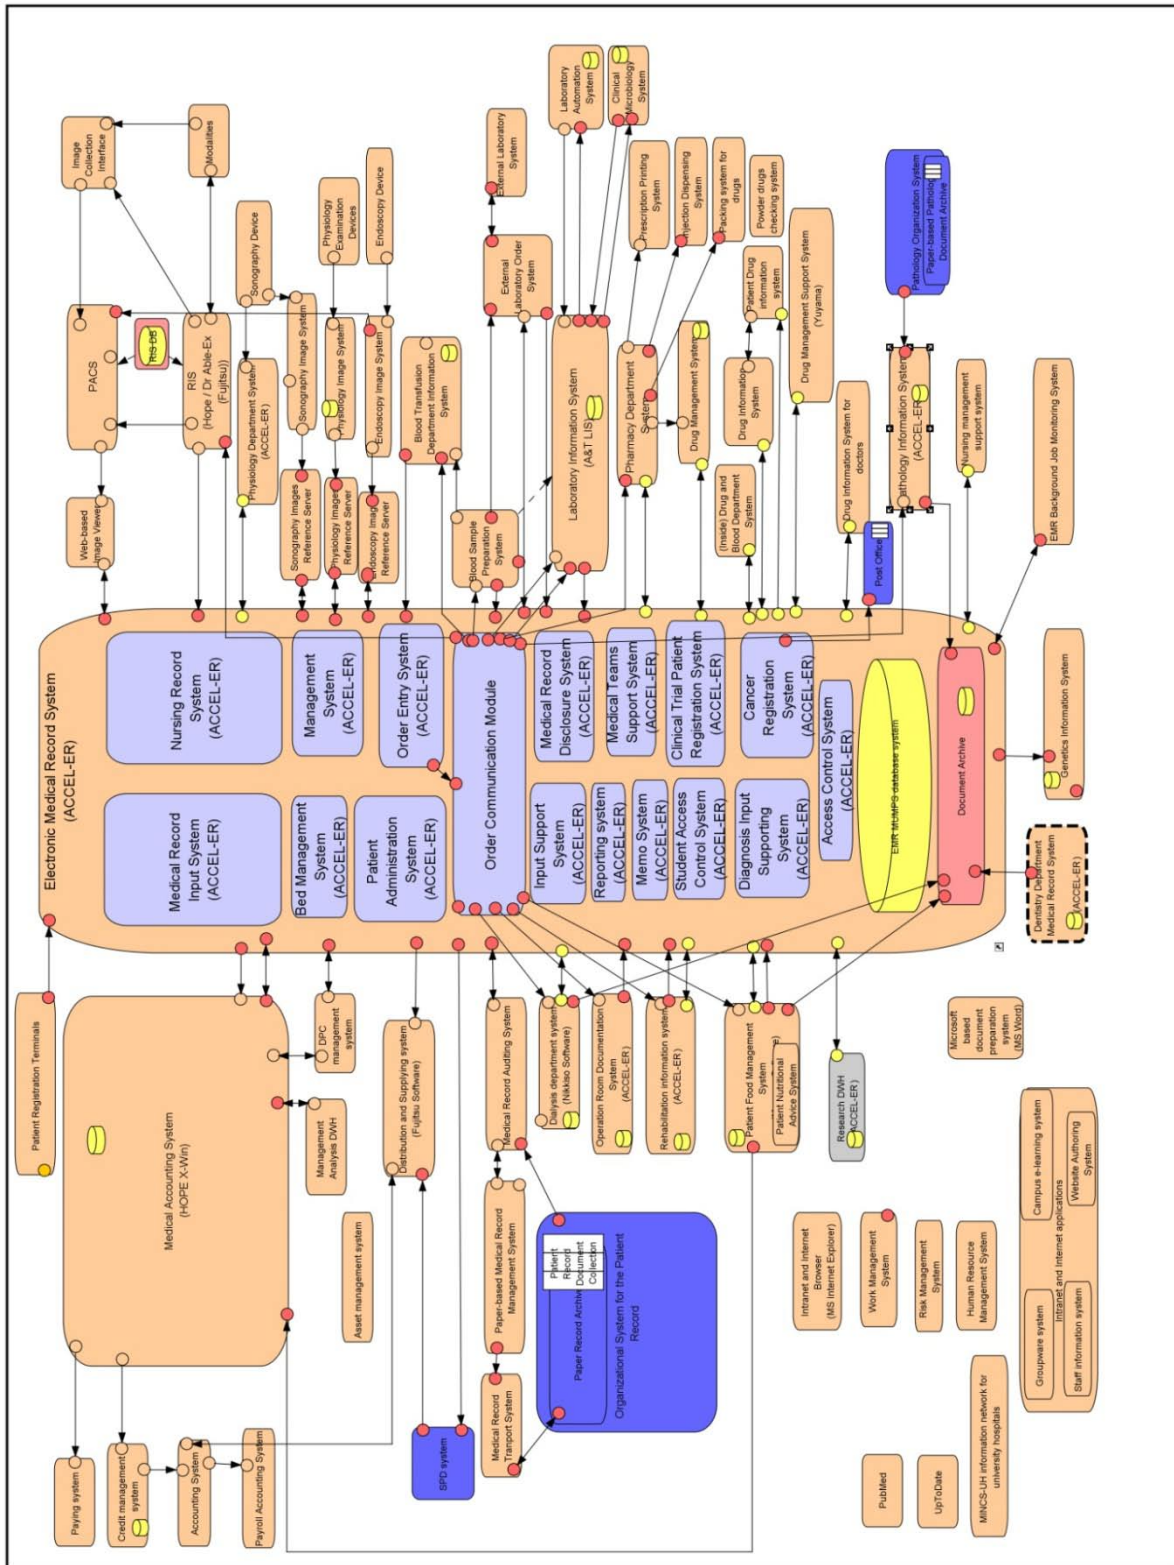 Paying system
Credit management
system
Accounting System
Payroll Accounting System
Medical Accounting System
(HOPE X-Win)
Patient Registration Terminals
Asset management system
Management
Analysis DWH
DPC
management
system
Distribution and Supplying system
(Fujitsu Software)
SPD system
Medical Record
Tranport System
Paper-based Medical Record
Management System
Medical Record Auditing System
Paper Record Archive
Patient
Record
Document
Collection
Organizational System for the Patient
Record
Dialysis department system
(Nikkiso Software)
Operation Room Documentation
System
(ACCEL-ER)
Rehabilitation information system
(ACCEL-ER)
Patient Food Management
System
Patient Nutritional
Advice System
Research DWH
(ACCEL-ER)
Intranet and Internet
Browser
(MS Internet Explorer)
Work Management
System
Risk Management
System
Human Resource
Management System
Microsoft
based
document
preparation
system
(MS Word)
PubMed
UpToDate
MINCS-UH information network for
university hospitals
Groupware system
Campus e-learning system
Intranet and Internet applications
Staff information system
Website Authoring
System
Electronic Medical Record System
(ACCEL-ER)
Medical Record
Input System
(ACCEL-ER)
Nursing Record
System
(ACCEL-ER)
Bed Management
System
(ACCEL-ER)
Management
System
(ACCEL-ER)
Patient
Administration
System
(ACCEL-ER)
Order Entry System
(ACCEL-ER)
Order Communication Module
Input Support
System
(ACCEL-ER)
Medical Record
Disclosure System
(ACCEL-ER)
Reporting system
(ACCEL-ER)
Medical Teams
Support System
(ACCEL-ER)
Memo System
(ACCEL-ER)
Student Access
Control System
(ACCEL-ER)
Clinical Trial Patient
Registration System
(ACCEL-ER)
Diagnosis Input
Supporting
System
(ACCEL-ER)
Cancer
Registration
System
(ACCEL-ER)
Access Control System
(ACCEL-ER)
EMR MUMPS database system
Document Archive
Dentistry Department
Medical Record System
(ACCEL-ER)
Genetics Information System
Web-based
Image Viewer
PACS
Image
Collection
Interface
RIS DB
RIS
(Hope / Dr Able-Ex
(Fujitsu)
Modalities
Physiology Department System
(ACCEL-ER)
Sonography Device
Sonography Images
Reference Server
Sonography Image System
Physiology Images
Reference Server
Physiology Image System
Physiology
Examination
Devices
Endoscopy Images
Reference Server
Endoscopy Image System
Endoscopy Device
Blood Transfusion
Department Information
System
Blood Sample
Preparation
System
External
Laboratory Order
System
External Laboratory
System
Laboratory Information System
(A&T LIS)
Laboratory
Automation
System
Clinical
Microbiology
System
Pharmacy Department
System
Prescription Printing
System
Injection Dispensing
System
Packing system for
drugs
Powder drugs
checking system
Drug Management System
(Inside) Drug and
Blood Department
System
Drug Information
System
Patient Drug
information
system
Drug Management Support System
(Yuyama)
Drug Information System for
doctors
Post Office
Pathology Information System
(ACCEL-ER)
Pathology Organization System
Paper-based Pathology
Document Archive
Nursing management
support system
EMR Background Job Monitoring System